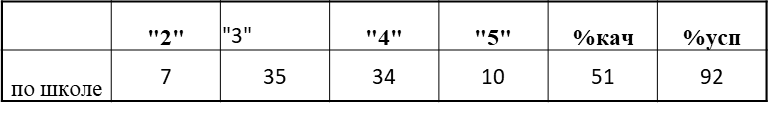 "2" "3" "4" "5" %кач %усп
по школе 7 35 34 10 51 92